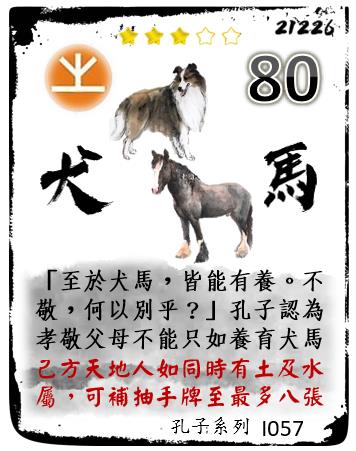 21226
80
犬 馬
「至於犬馬，皆能有養。不
敬，何以別乎？」孔子認為
孝敬父母不能只如養育犬馬
己方天地人如同時有土及水
屬，可補抽手牌至最多八張
孔子系列 I057